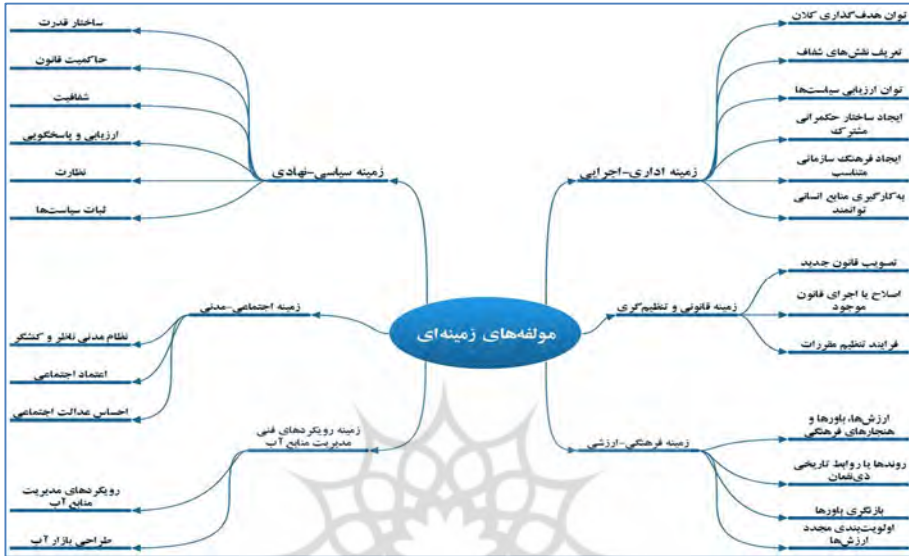 توان هدف‌گذاری کلان
تعریف نقش‌های شفاف
توان ارزیابی سیاست‌ها
ایجاد ساختار حکمرانی
مشترک
ایجاد فرهنگ سازمانی
متناسب
به‌کارگیری منابع انسانی
توانمند
زمینه اداری-اجرایی
تصویب قانون جدید
اصلاح یا اجرای قانون
موجود
فرایند تنظیم مقررات
زمینه قانونی و تنظیم‌گری
ارزش‌ها، باورها و
هنجارهای فرهنگی
روندها یا روابط تاریخی
ذی‌نفعان
بازنگری باورها
اولویت‌بندی مجدد
ارزش‌ها
زمینه فرهنگی-ارزشی
مولفه‌های زمینه‌ای
زمینه سیاسی-نهادی
ساختار قدرت
حاکمیت قانون
شفافیت
ارزیابی و پاسخگویی
نظارت
ثبات سیاست‌ها
زمینه اجتماعی-مدنی
نظام مدنی ناظر و کنشگر
اعتماد اجتماعی
احساس عدالت اجتماعی
زمینه رویکردهای فنی
مدیریت منابع آب
رویکردهای مدیریت
منابع آب
طراحی بازار آب